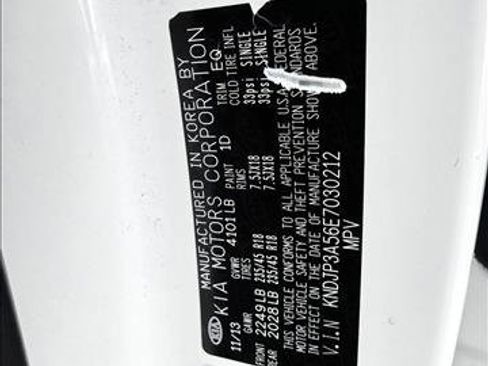 KIA MANUFACTURED IN KOREA BY
KIA MOTORS CORPORATION
11/13 GVWR 4101LB PAINT 1D TRIM EQ
GAWR TIRES RIMS COLD TIRE INFL
FRONT 2249LB 235/45 R18 7.5JX18 33psi SINGLE
REAR 2028LB 235/45 R18 7.5JX18 33psi SINGLE
THIS VEHICLE CONFORMS TO ALL APPLICABLE U.S.A. FEDERAL
MOTOR VEHICLE SAFETY AND THEFT PREVENTION STANDARDS
IN EFFECT ON THE DATE OF MANUFACTURE SHOWN ABOVE.
V.I.N KNDJP3A56E7030212
MPV